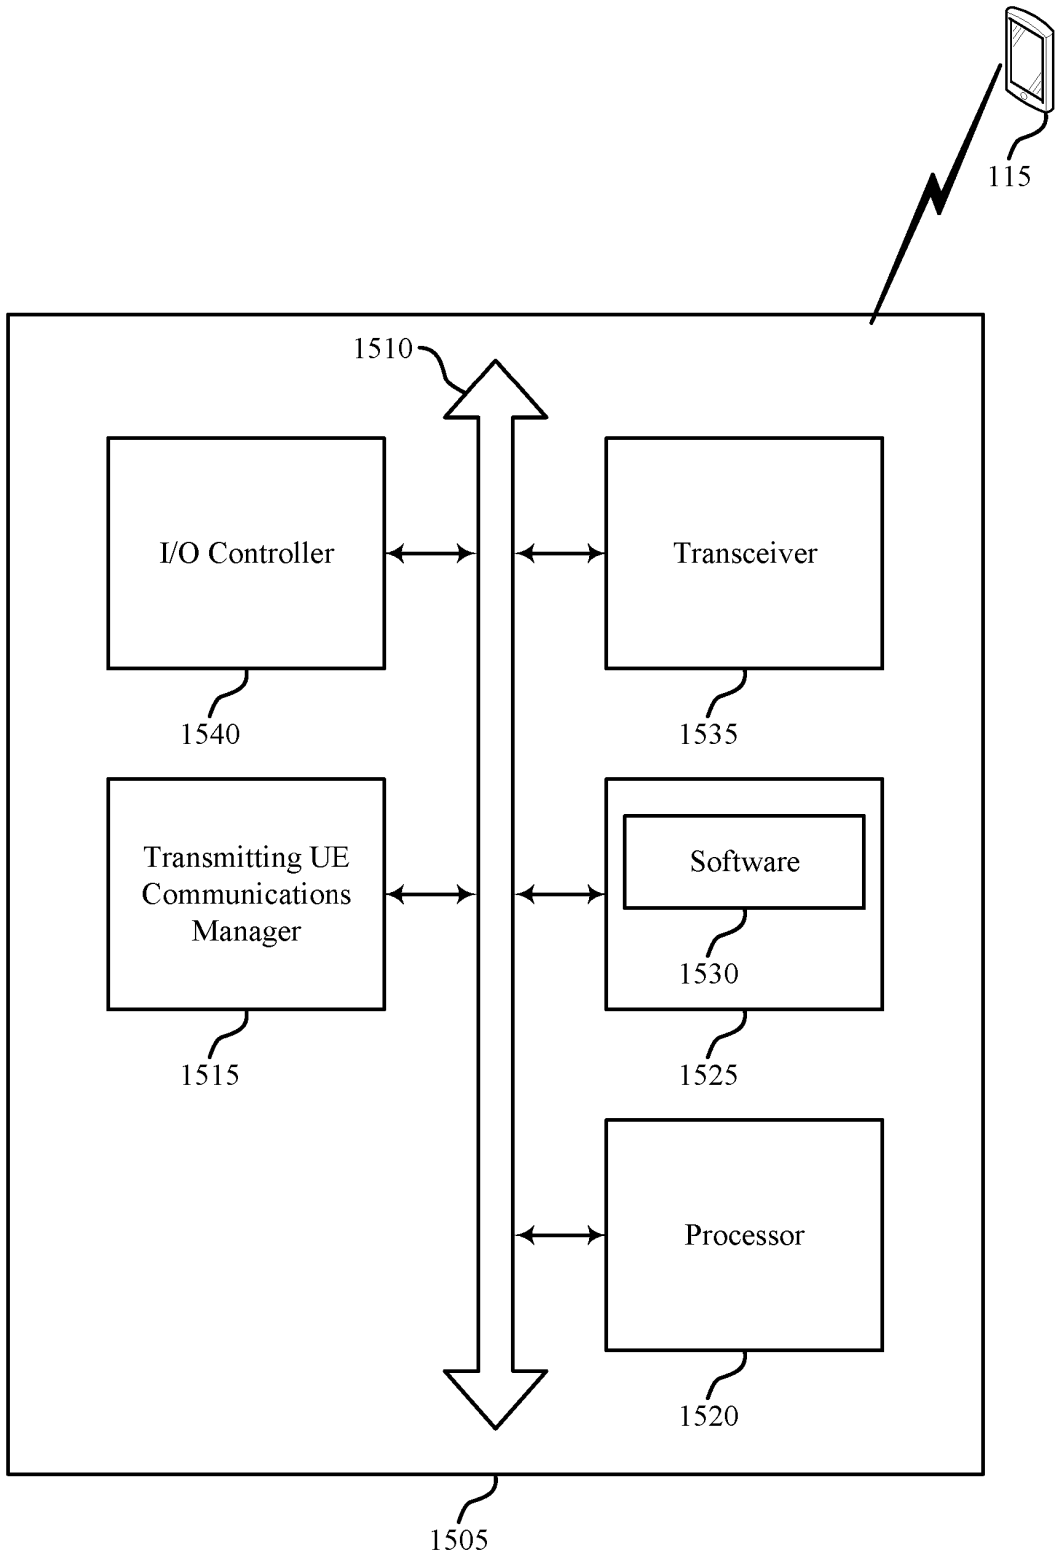 115
1510
I/O Controller
Transceiver
1540
1535
Transmitting UE
Communications
Manager
Software
1530
1515
1525
Processor
1520
1505